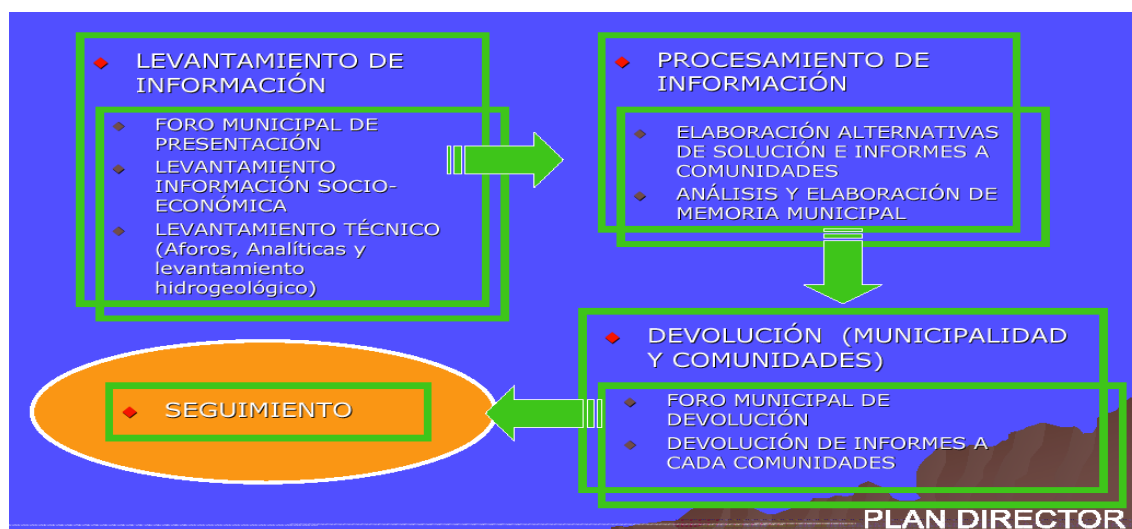 LEVANTAMIENTO DE
INFORMACIÓN
FORO MUNICIPAL DE
PRESENTACIÓN
LEVANTAMIENTO
INFORMACIÓN SOCIO-
ECONÓMICA
LEVANTAMIENTO TÉCNICO
(Aforos, Analíticas y
levantamiento
hidrogeológico)
PROCESAMIENTO DE
INFORMACIÓN
ELABORACIÓN ALTERNATIVAS
DE SOLUCIÓN E INFORMES A
COMUNIDADES
ANÁLISIS Y ELABORACIÓN DE
MEMORIA MUNICIPAL
DEVOLUCIÓN (MUNICIPALIDAD
Y COMUNIDADES)
FORO MUNICIPAL DE
DEVOLUCIÓN
DEVOLUCIÓN DE INFORMES A
CADA COMUNIDADES
SEGUIMIENTO
PLAN DIRECTOR